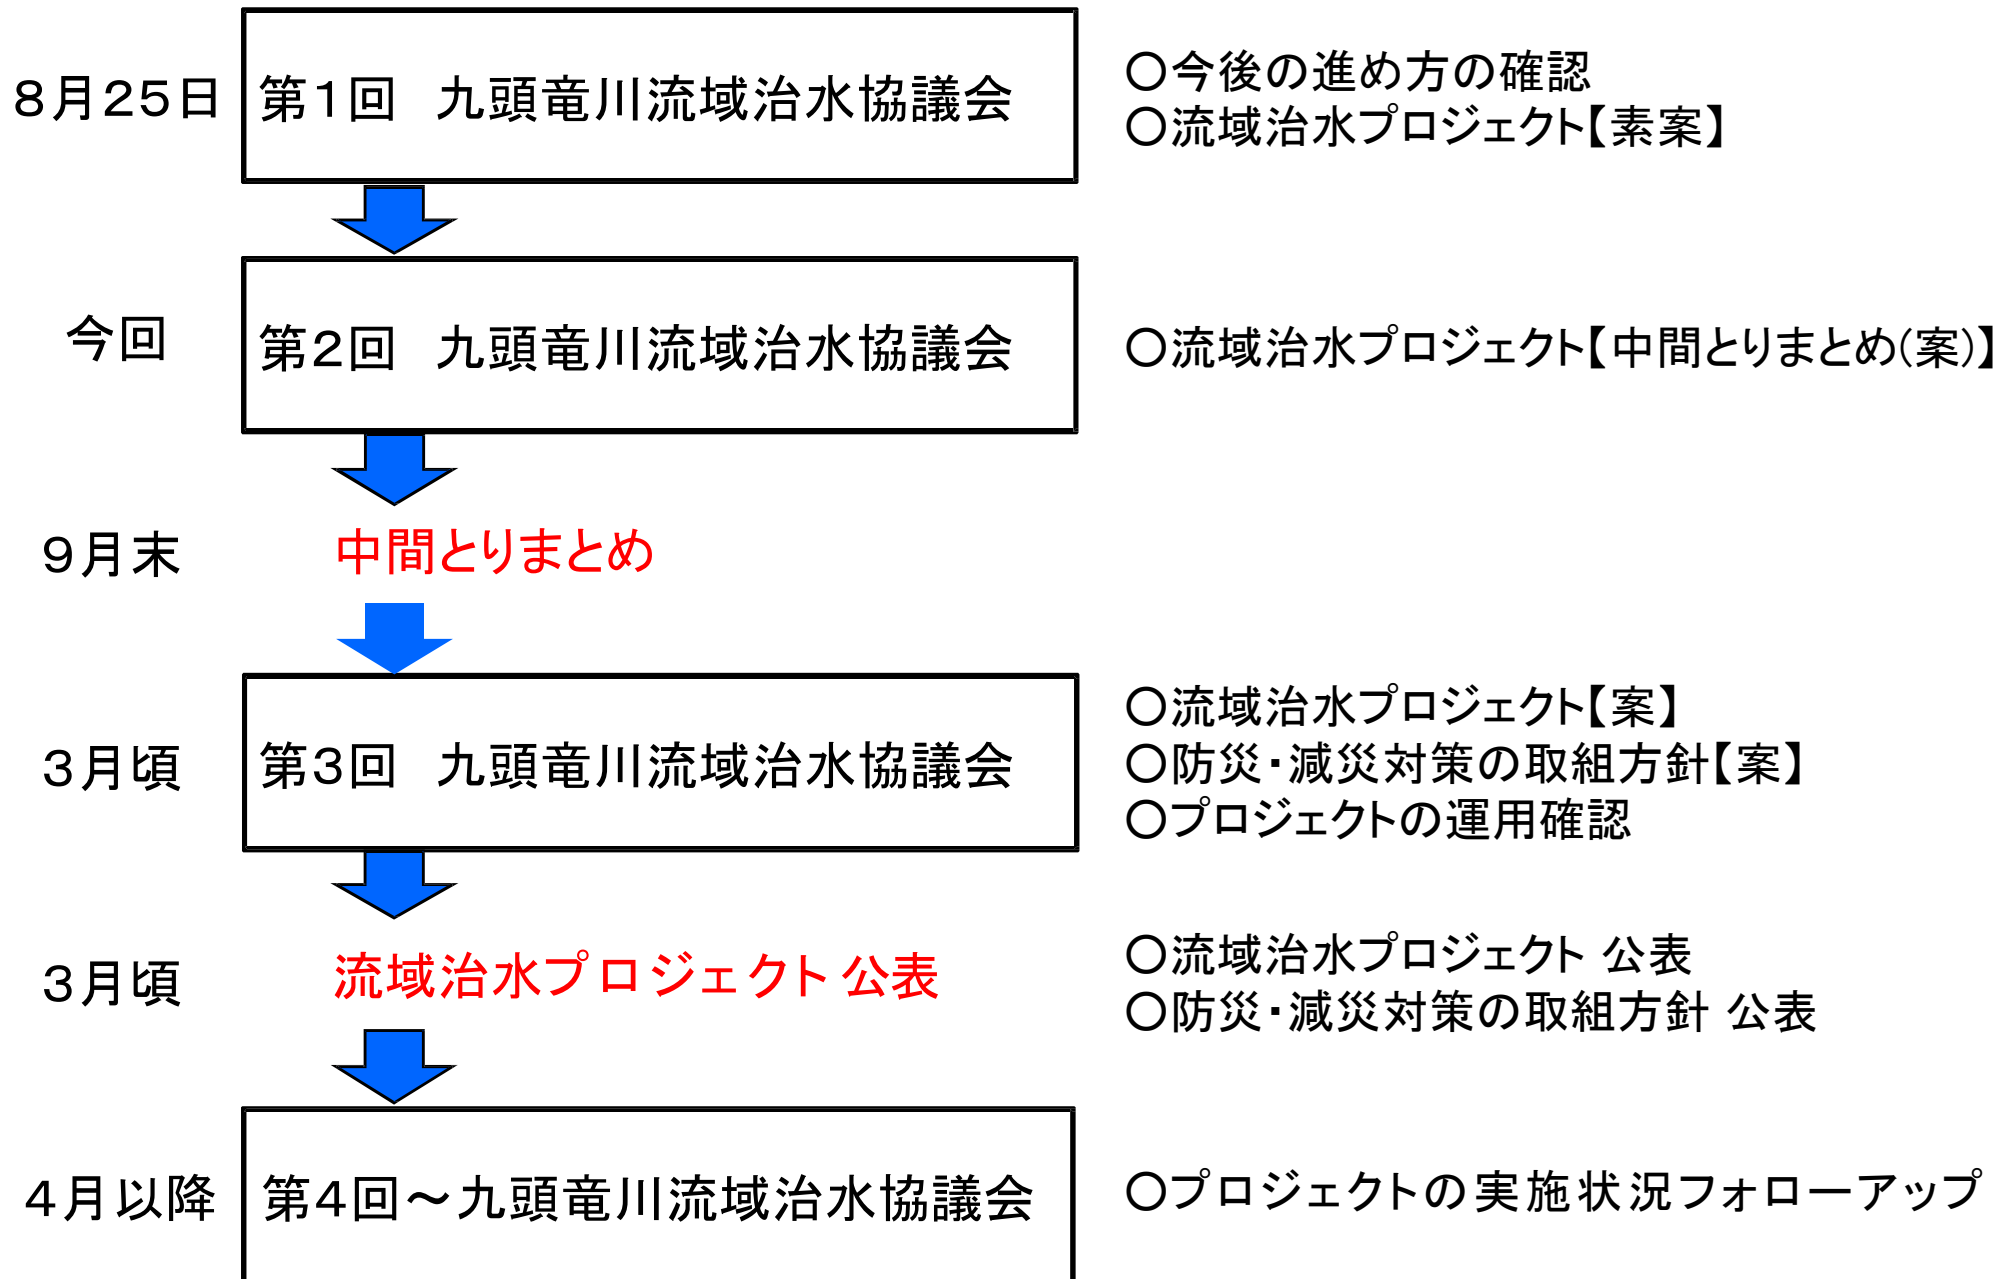 8月25日
第1回　九頭竜川流域治水協議会
○今後の進め方の確認
○流域治水プロジェクト【素案】
今回
第2回　九頭竜川流域治水協議会
○流域治水プロジェクト【中間とりまとめ(案)】
9月末
中間とりまとめ
3月頃
第3回　九頭竜川流域治水協議会
○流域治水プロジェクト【案】
○防災・減災対策の取組方針【案】
○プロジェクトの運用確認
3月頃
流域治水プロジェクト 公表
○流域治水プロジェクト 公表
○防災・減災対策の取組方針 公表
4月以降
第4回～九頭竜川流域治水協議会
○プロジェクトの実施状況フォローアップ